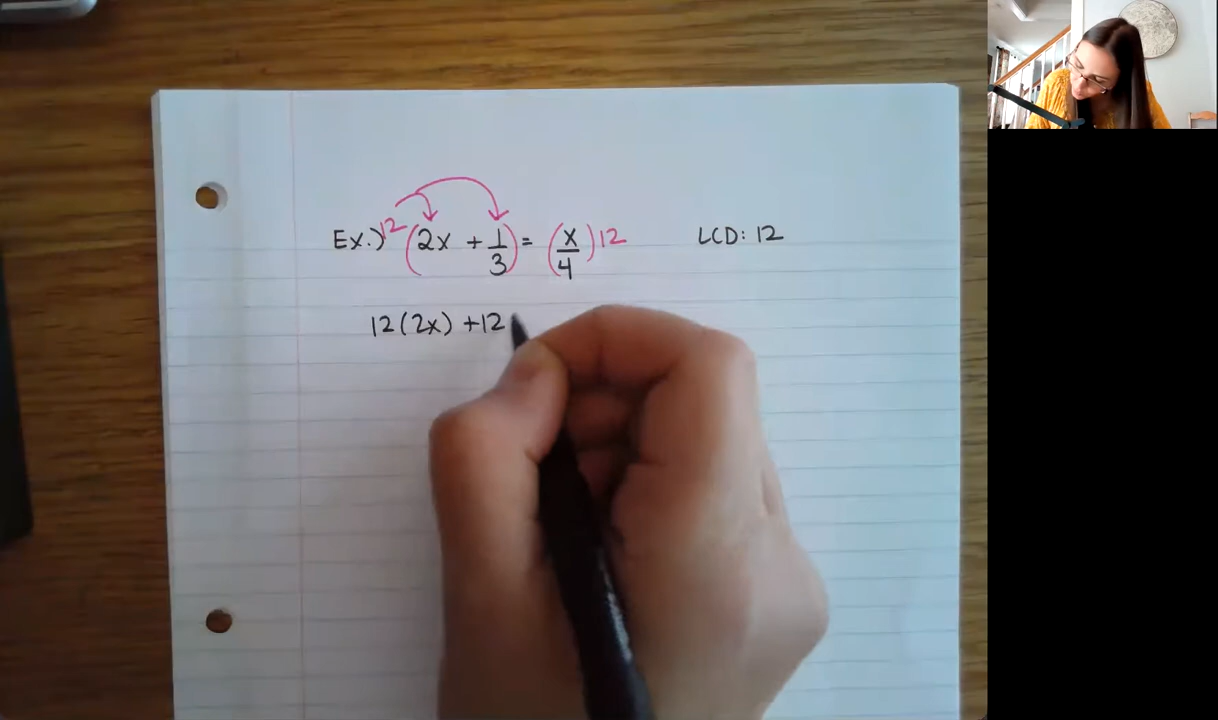 Ex.) 12 (2x + 1/3) = (x/4) 12 LCD: 12
12(2x) + 12